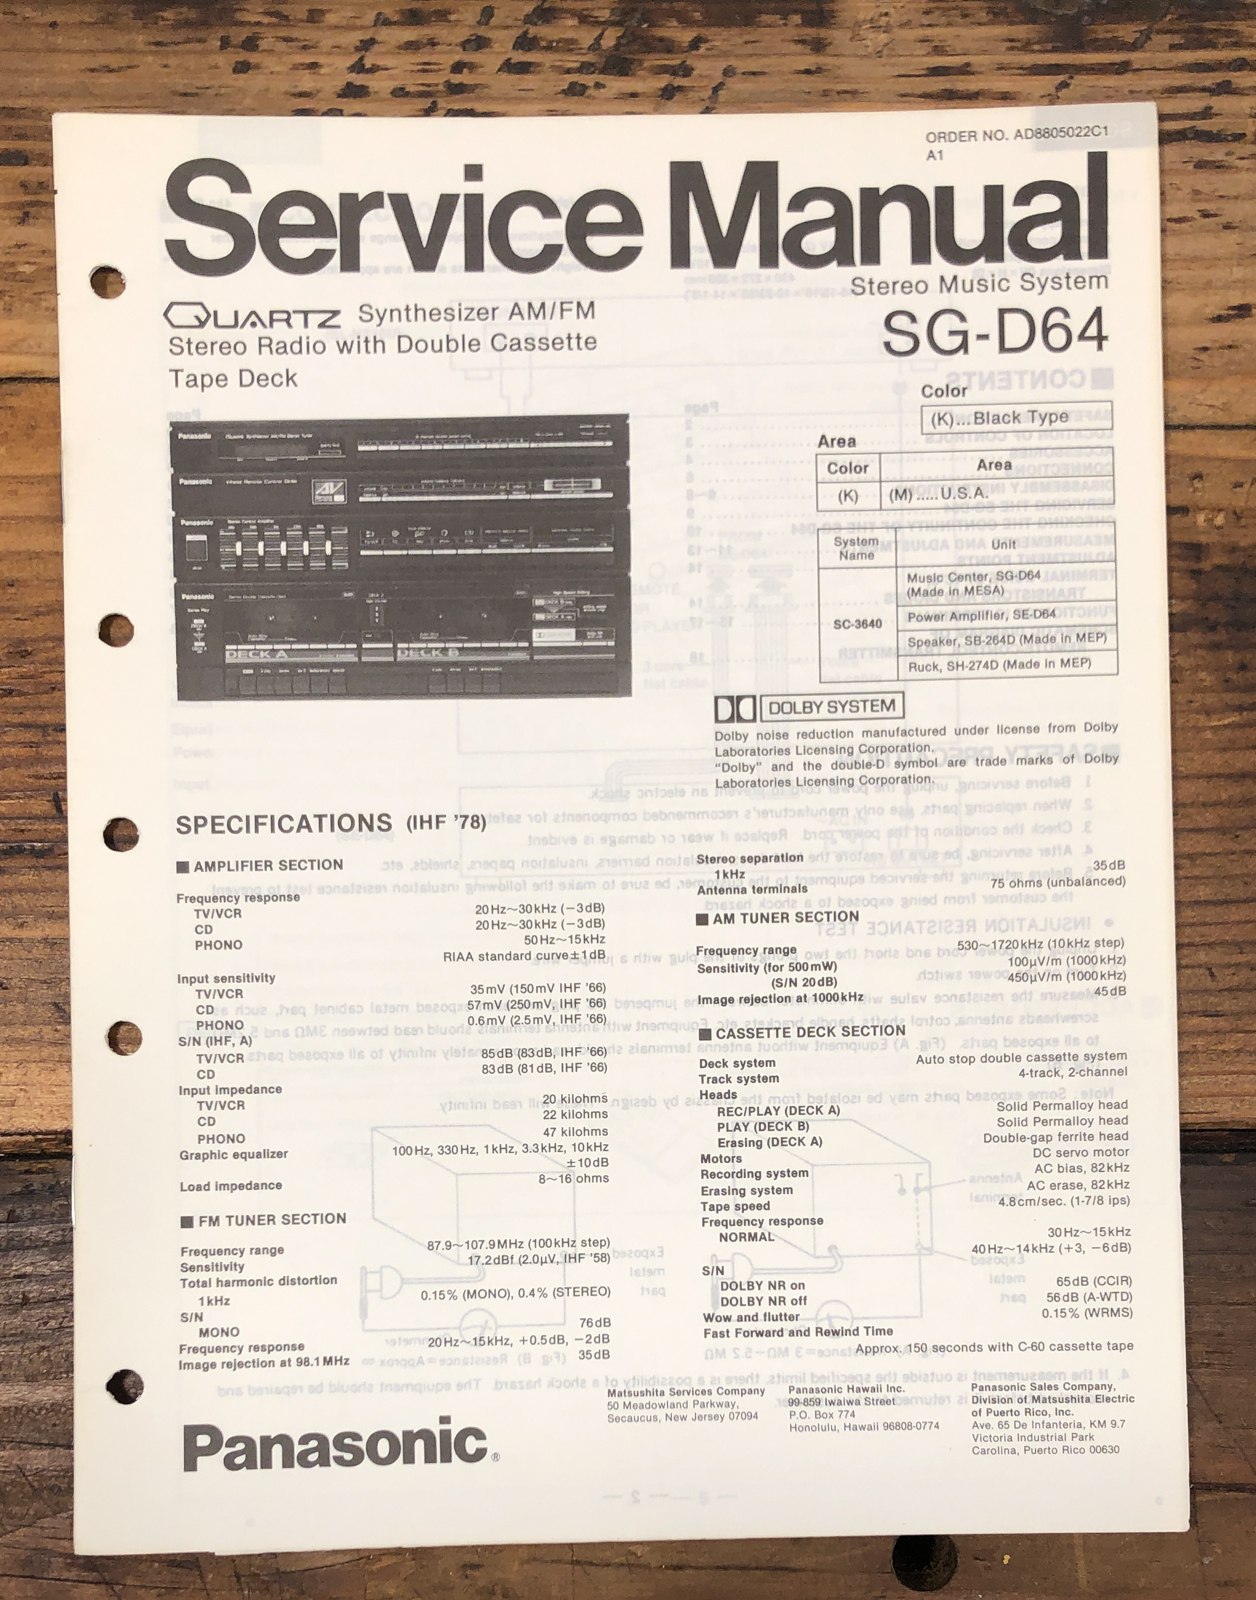 ORDER NO. AD8805022C1
A1
Service Manual
Stereo Music System
SG-D64
QUARTZ Synthesizer AM/FM
Stereo Radio with Double Cassette
Tape Deck
Color
(K)...Black Type
Area
Color Area
(K) (M) ..... U.S.A.
System Name Unit
SC-3640
Music Center, SG-D64
(Made in MESA)
Power Amplifier, SE-D64
Speaker, SB-264D (Made in MEP)
Ruck, SH-274D (Made in MEP)
Panasonic
Panasonic
AV
Panasonic
Panasonic
DECK A
DECK B
DOLBY SYSTEM
Dolby noise reduction manufactured under license from Dolby
Laboratories Licensing Corporation.
“Dolby” and the double-D symbol are trade marks of Dolby
Laboratories Licensing Corporation.
SPECIFICATIONS (IHF ’78)
■ AMPLIFIER SECTION
Frequency response
TV/VCR 20Hz~30kHz (−3dB)
CD 20Hz~30kHz (−3dB)
PHONO 50Hz~15kHz
RIAA standard curve±1dB
Input sensitivity
TV/VCR 35mV (150mV IHF ’66)
CD 57mV (250mV, IHF ’66)
PHONO 0.6mV (2.5mV, IHF ’66)
S/N (IHF, A)
TV/VCR 85dB (83dB, IHF ’66)
CD 83dB (81dB, IHF ’66)
Input impedance
TV/VCR 20 kilohms
CD 22 kilohms
PHONO 47 kilohms
Graphic equalizer 100Hz, 330Hz, 1kHz, 3.3kHz, 10kHz
±10dB
Load impedance 8~16 ohms
■ FM TUNER SECTION
Frequency range 87.9~107.9MHz (100kHz step)
Sensitivity 17.2dBf (2.0µV, IHF ’58)
Total harmonic distortion
1kHz 0.15% (MONO), 0.4% (STEREO)
S/N
MONO 76dB
Frequency response 20Hz~15kHz, +0.5dB, −2dB
Image rejection at 98.1MHz 35dB
Stereo separation
1kHz 35dB
Antenna terminals 75 ohms (unbalanced)
■ AM TUNER SECTION
Frequency range 530~1720kHz (10kHz step)
Sensitivity (for 500mW) 100µV/m (1000kHz)
(S/N 20dB) 450µV/m (1000kHz)
Image rejection at 1000kHz 45dB
■ CASSETTE DECK SECTION
Deck system Auto stop double cassette system
Track system 4-track, 2-channel
Heads
REC/PLAY (DECK A) Solid Permalloy head
PLAY (DECK B) Solid Permalloy head
Erasing (DECK A) Double-gap ferrite head
Motors DC servo motor
Recording system AC bias, 82kHz
Erasing system AC erase, 82kHz
Tape speed 4.8cm/sec. (1-7/8 ips)
Frequency response
NORMAL 30Hz~15kHz
40Hz~14kHz (+3, −6dB)
S/N
DOLBY NR on 65dB (CCIR)
DOLBY NR off 56dB (A-WTD)
Wow and flutter 0.15% (WRMS)
Fast Forward and Rewind Time
Approx. 150 seconds with C-60 cassette tape
Panasonic®
Matsushita Services Company
50 Meadowland Parkway,
Secaucus, New Jersey 07094
Panasonic Hawaii Inc.
99-859 Iwaiwa Street
P.O. Box 774
Honolulu, Hawaii 96808-0774
Panasonic Sales Company,
Division of Matsushita Electric
of Puerto Rico, Inc.
Ave. 65 De Infanteria, KM 9.7
Victoria Industrial Park
Carolina, Puerto Rico 00630